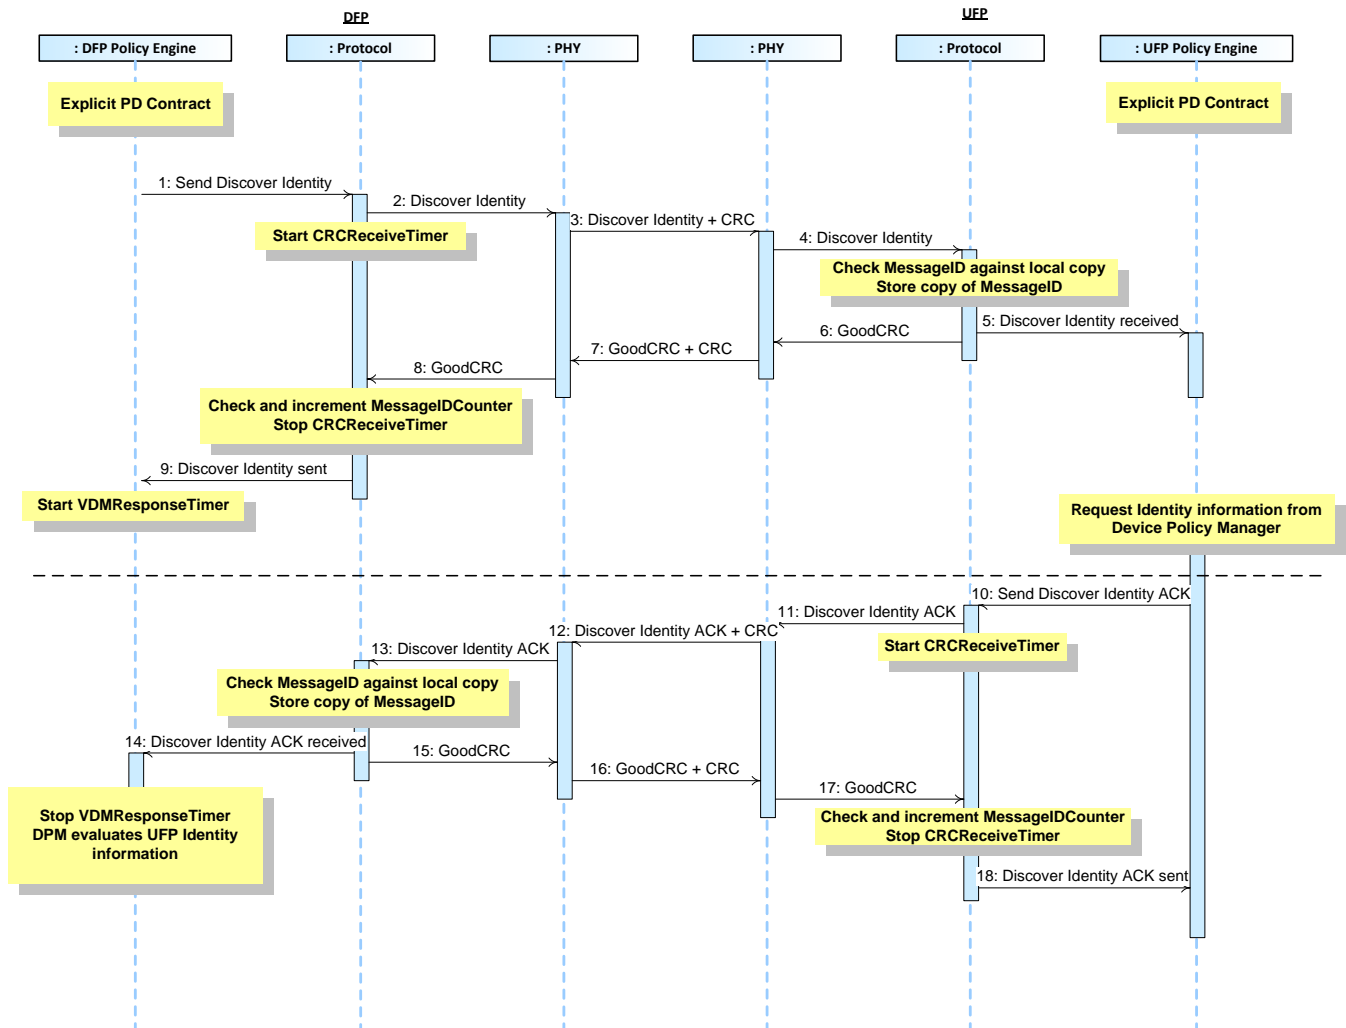 DFP
UFP
: DFP Policy Engine
: Protocol
: PHY
: PHY
: Protocol
: UFP Policy Engine
Explicit PD Contract
Explicit PD Contract
1: Send Discover Identity
2: Discover Identity
3: Discover Identity + CRC
Start CRCReceiveTimer
4: Discover Identity
Check MessageID against local copy
Store copy of MessageID
5: Discover Identity received
6: GoodCRC
7: GoodCRC + CRC
8: GoodCRC
Check and increment MessageIDCounter
Stop CRCReceiveTimer
9: Discover Identity sent
Start VDMResponseTimer
Request Identity information from
Device Policy Manager
10: Send Discover Identity ACK
11: Discover Identity ACK
12: Discover Identity ACK + CRC
Start CRCReceiveTimer
13: Discover Identity ACK
Check MessageID against local copy
Store copy of MessageID
14: Discover Identity ACK received
15: GoodCRC
16: GoodCRC + CRC
17: GoodCRC
Stop VDMResponseTimer
DPM evaluates UFP Identity
information
Check and increment MessageIDCounter
Stop CRCReceiveTimer
18: Discover Identity ACK sent